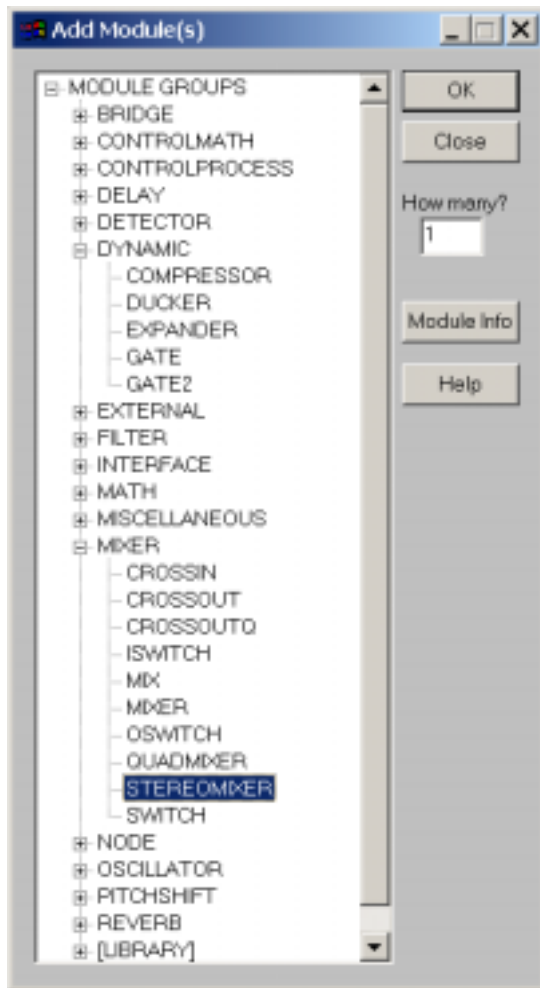 Add Module(s)
MODULE GROUPS
BRIDGE
CONTROLMATH
CONTROLPROCESS
DELAY
DETECTOR
DYNAMIC
COMPRESSOR
DUCKER
EXPANDER
GATE
GATE2
EXTERNAL
FILTER
INTERFACE
MATH
MISCELLANEOUS
MIXER
CROSSIN
CROSSOUT
CROSSOUTQ
ISWITCH
MIX
MIXER
OSWITCH
QUADMIXER
STEREOMIXER
SWITCH
NODE
OSCILLATOR
PITCHSHIFT
REVERB
[LIBRARY]
OK
Close
How many?
1
Module Info
Help